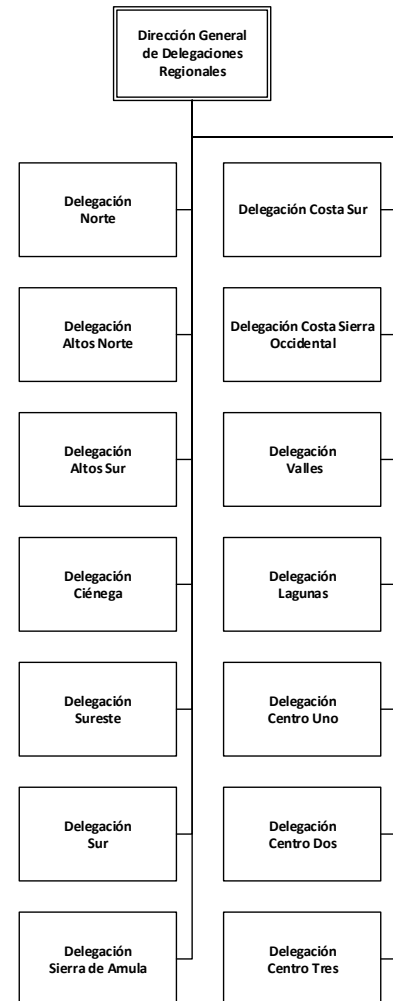 Dirección General
de Delegaciones
Regionales
Delegación
Norte
Delegación Costa Sur
Delegación
Altos Norte
Delegación Costa Sierra
Occidental
Delegación
Altos Sur
Delegación
Valles
Delegación
Ciénega
Delegación
Lagunas
Delegación
Sureste
Delegación
Centro Uno
Delegación
Sur
Delegación
Centro Dos
Delegación
Sierra de Amula
Delegación
Centro Tres